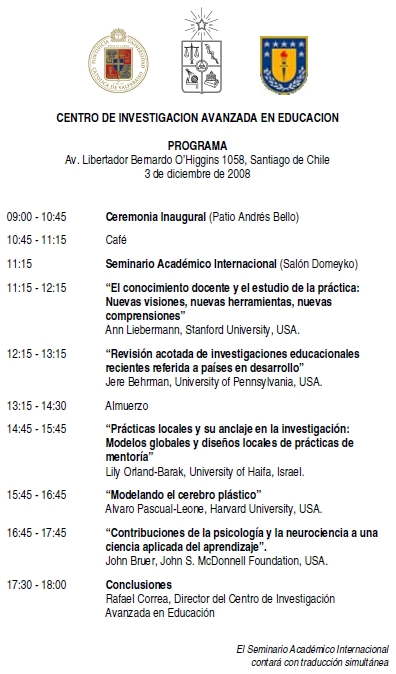 PONTIFICIA UNIVERSIDAD
CATOLICA DE VALPARAISO
CENTRO DE INVESTIGACION AVANZADA EN EDUCACION
PROGRAMA
Av. Libertador Bernardo O'Higgins 1058, Santiago de Chile
3 de diciembre de 2008
09:00 - 10:45 Ceremonia Inaugural (Patio Andrés Bello)
10:45 - 11:15 Café
11:15 Seminario Académico Internacional (Salón Domeyko)
11:15 - 12:15 “El conocimiento docente y el estudio de la práctica:
Nuevas visiones, nuevas herramientas, nuevas
comprensiones”
Ann Liebermann, Stanford University, USA.
12:15 - 13:15 “Revisión acotada de investigaciones educacionales
recientes referida a países en desarrollo”
Jere Behrman, University of Pennsylvania, USA.
13:15 - 14:30 Almuerzo
14:45 - 15:45 “Prácticas locales y su anclaje en la investigación:
Modelos globales y diseños locales de prácticas de
mentoría”
Lily Orland-Barak, University of Haifa, Israel.
15:45 - 16:45 “Modelando el cerebro plástico”
Alvaro Pascual-Leone, Harvard University, USA.
16:45 - 17:45 “Contribuciones de la psicología y la neurociencia a una
ciencia aplicada del aprendizaje”.
John Bruer, John S. McDonnell Foundation, USA.
17:30 - 18:00 Conclusiones
Rafael Correa, Director del Centro de Investigación
Avanzada en Educación
El Seminario Académico Internacional
contará con traducción simultánea